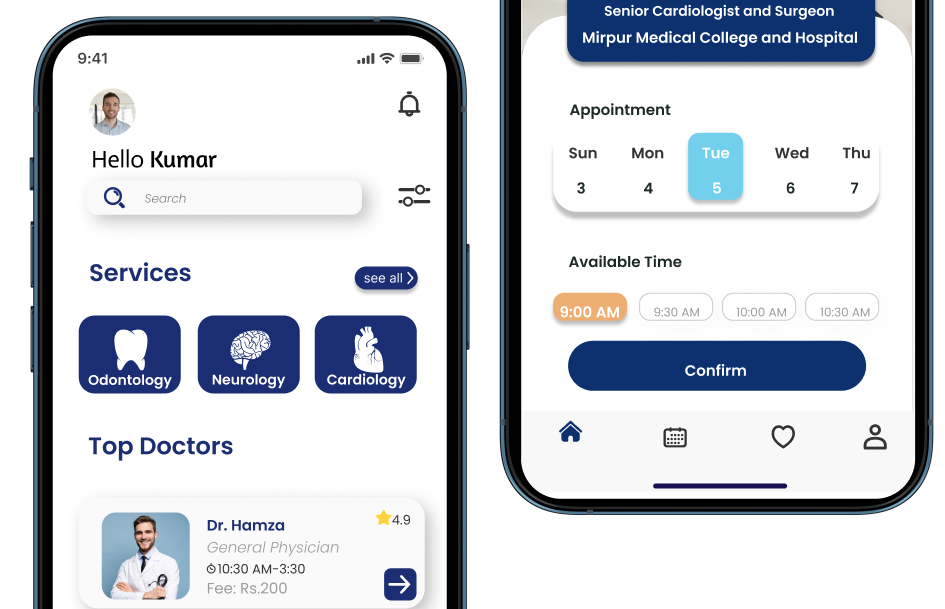 9:41
Hello Kumar
Search
Services
see all
Odontology
Neurology
Cardiology
Top Doctors
Dr. Hamza
4.9
General Physician
10:30 AM-3:30
Fee: Rs.200
Senior Cardiologist and Surgeon
Mirpur Medical College and Hospital
Appointment
Sun Mon Tue Wed Thu
3 4 5 6 7
Available Time
9:00 AM 9:30 AM 10:00 AM 10:30 AM
Confirm